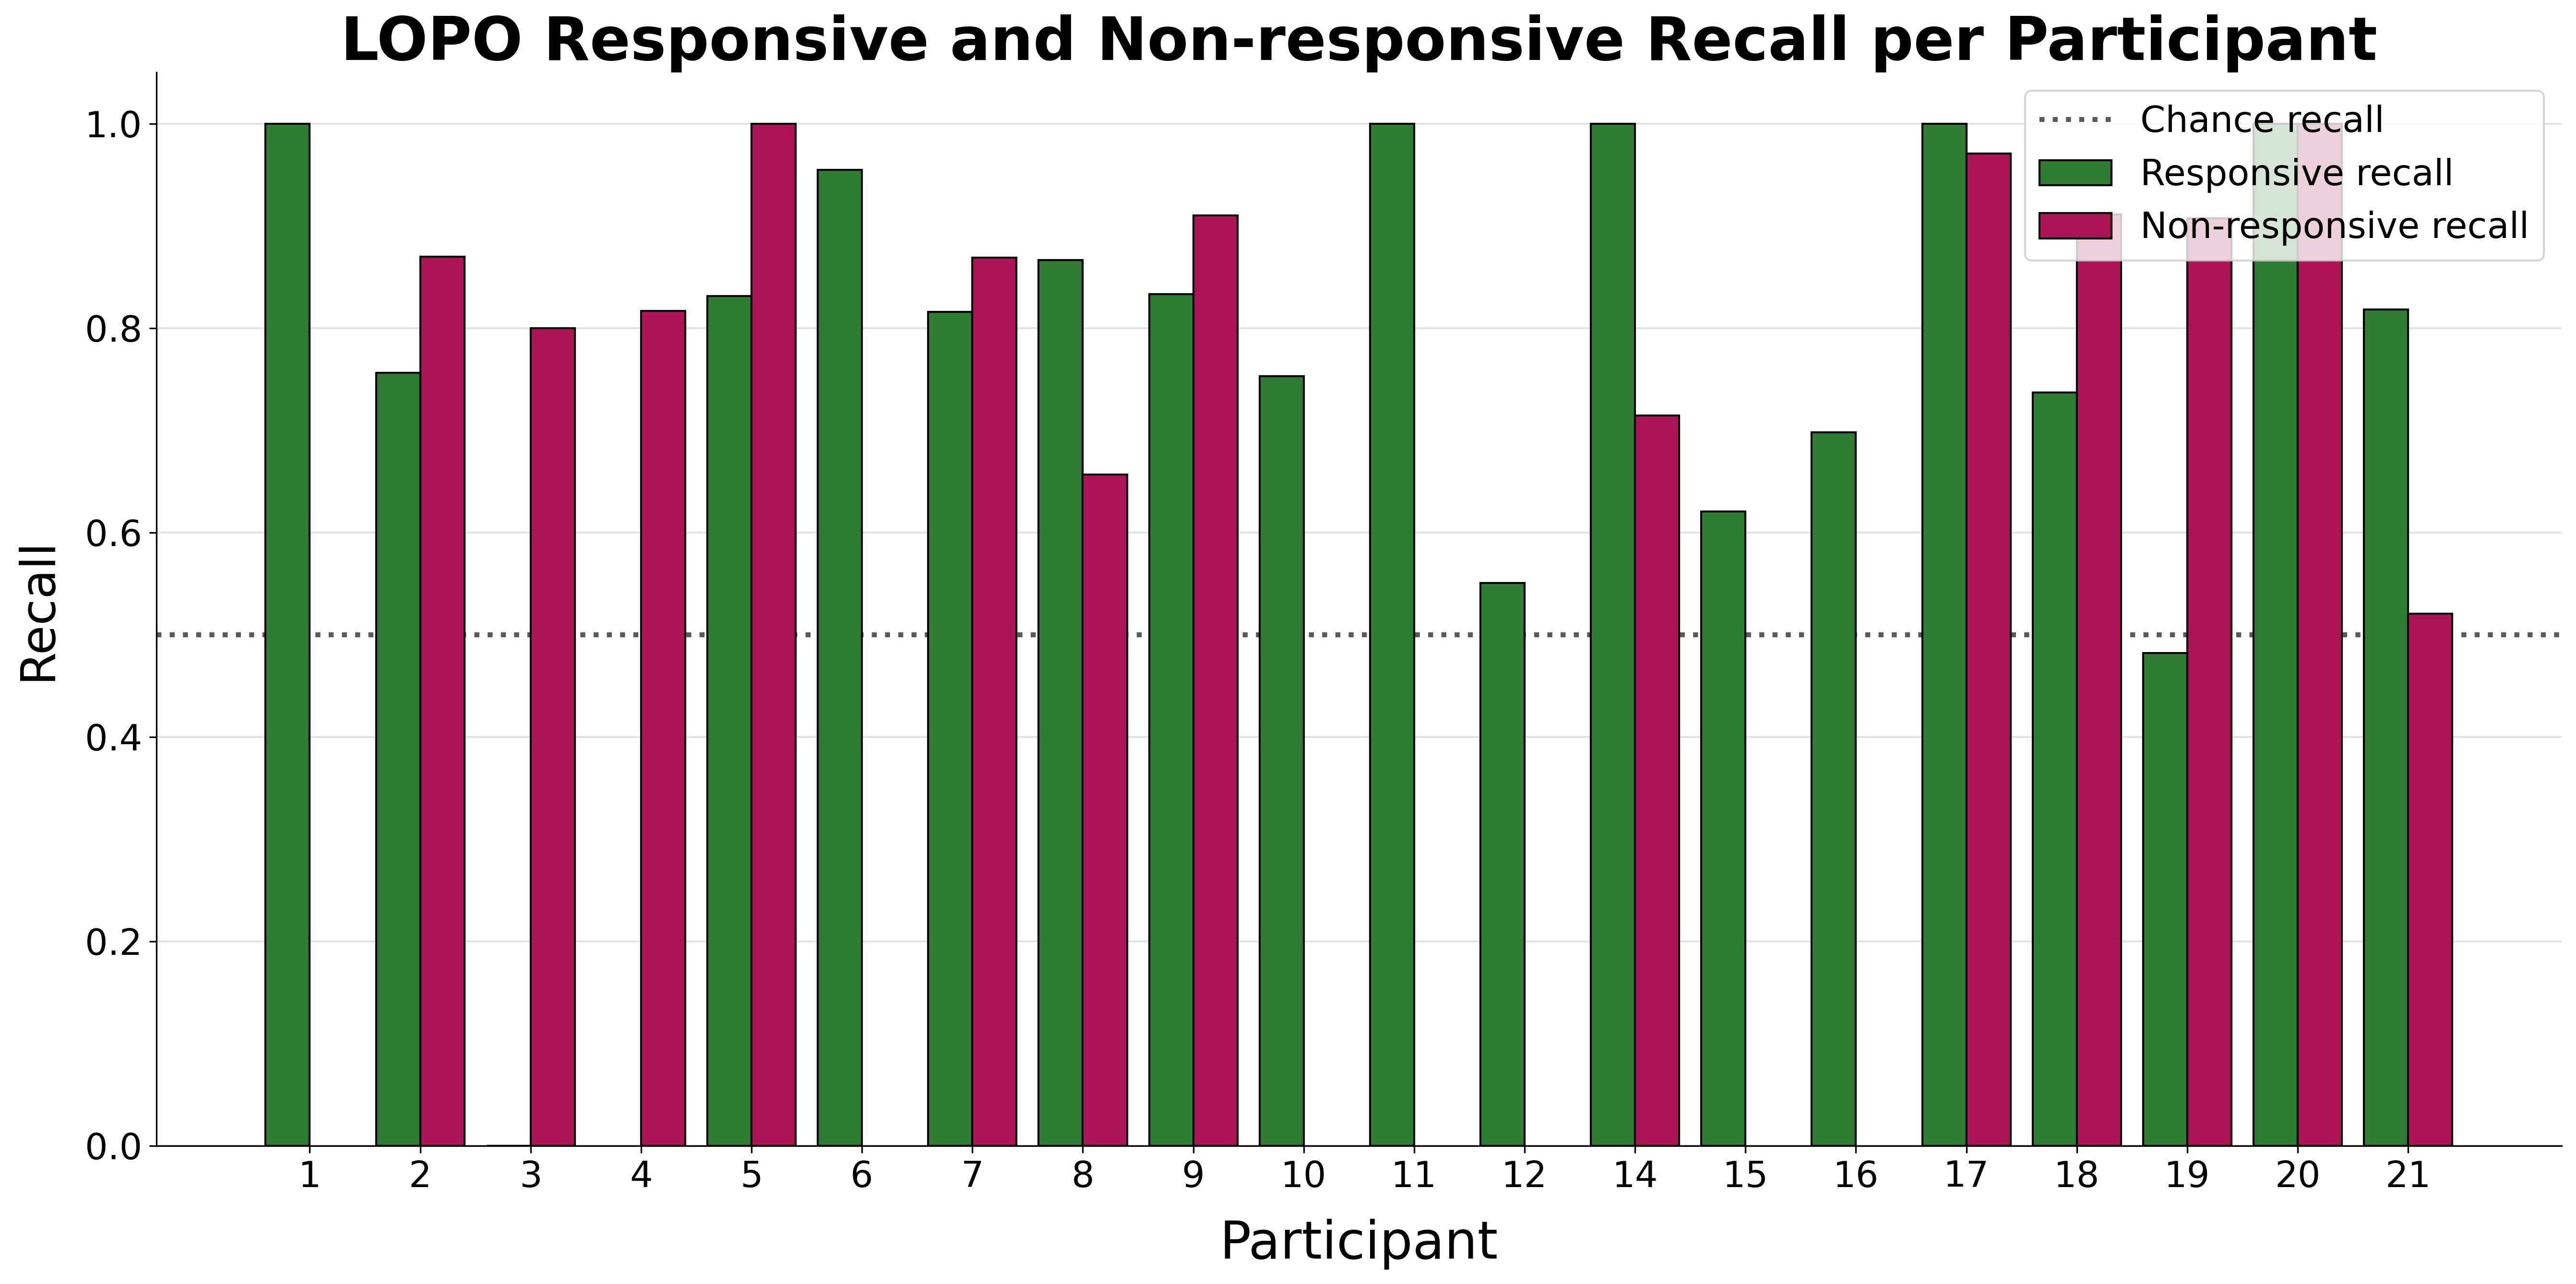 LOPO Responsive and Non-responsive Recall per Participant
Chance recall
Responsive recall
Non-responsive recall
1.0
0.8
0.6
0.4
0.2
0.0
Recall
1 2 3 4 5 6 7 8 9 10 11 12 14 15 16 17 18 19 20 21
Participant